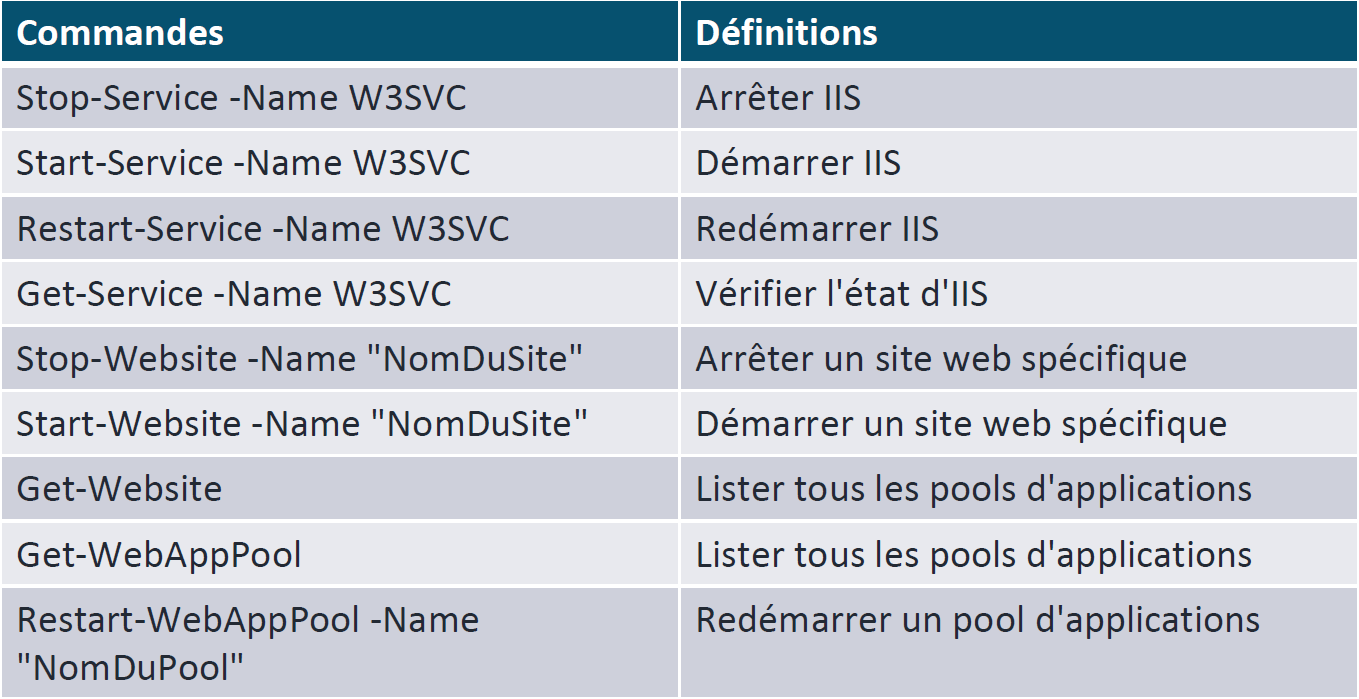 Commandes Définitions
Stop-Service -Name W3SVC Arrêter IIS
Start-Service -Name W3SVC Démarrer IIS
Restart-Service -Name W3SVC Redémarrer IIS
Get-Service -Name W3SVC Vérifier l'état d'IIS
Stop-Website -Name "NomDuSite" Arrêter un site web spécifique
Start-Website -Name "NomDuSite" Démarrer un site web spécifique
Get-Website Lister tous les pools d'applications
Get-WebAppPool Lister tous les pools d'applications
Restart-WebAppPool -Name Redémarrer un pool d'applications
"NomDuPool"